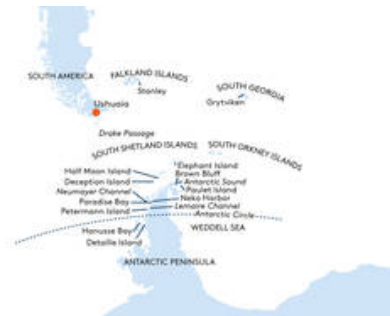 SOUTH AMERICA
FALKLAND ISLANDS
Stanley
SOUTH GEORGIA
Grytviken
Ushuaia
Drake Passage
SOUTH SHETLAND ISLANDS
SOUTH ORKNEY ISLANDS
Elephant Island
Half Moon Island
Brown Bluff
Deception Island
Antarctic Sound
Neumayer Channel
Paulet Island
Paradise Bay
Neko Harbor
Petermann Island
Lemaire Channel
Antarctic Circle
Hanusse Bay
WEDDELL SEA
Detaille Island
ANTARCTIC PENINSULA